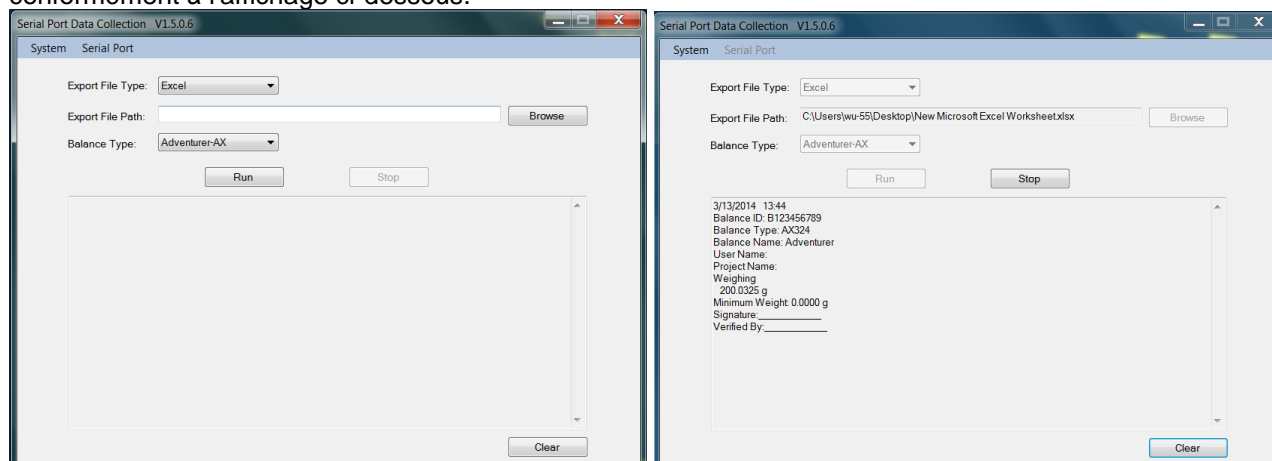 conformément à l'affichage ci-dessous.
Serial Port Data Collection V1.5.0.6
System Serial Port
Export File Type: Excel
Export File Path: Browse
Balance Type: Adventurer-AX
Run Stop
Clear
Serial Port Data Collection V1.5.0.6
System Serial Port
Export File Type: Excel
Export File Path: C:\Users\wu-55\Desktop\New Microsoft Excel Worksheet.xlsx Browse
Balance Type: Adventurer-AX
Run Stop
3/13/2014 13:44
Balance ID: B123456789
Balance Type: AX324
Balance Name: Adventurer
User Name:
Project Name:
Weighing
200.0325 g
Minimum Weight: 0.0000 g
Signature:____________
Verified By:____________
Clear